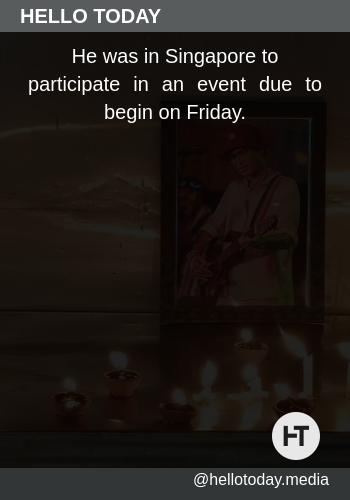 HELLO TODAY
He was in Singapore to
participate in an event due to
begin on Friday.
HT
@hellotoday.media